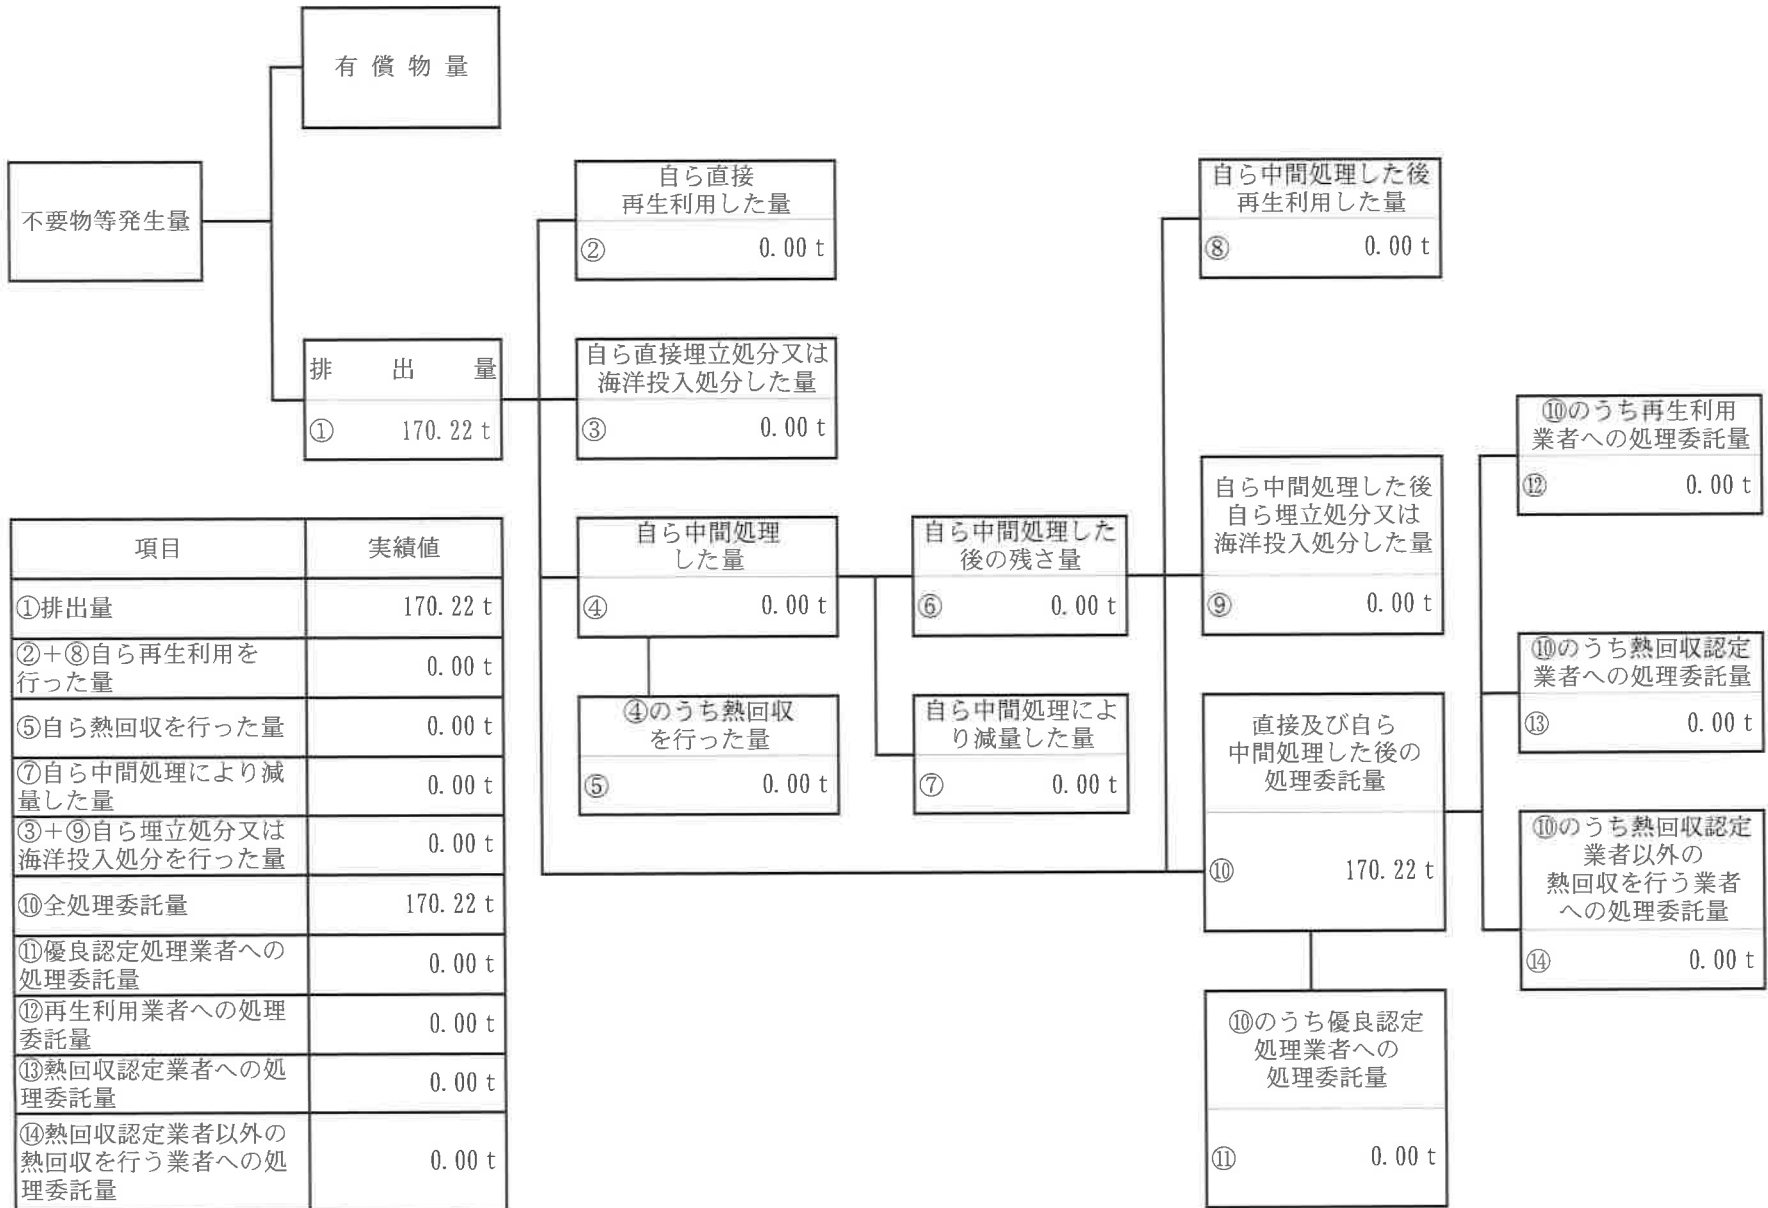 有償物量
不要物等発生量
排出量
① 170.22 t
自ら直接
再生利用した量
② 0.00 t
自ら直接埋立処分又は
海洋投入処分した量
③ 0.00 t
自ら中間処理
した量
④ 0.00 t
④のうち熱回収
を行った量
⑤ 0.00 t
自ら中間処理した
後の残さ量
⑥ 0.00 t
自ら中間処理によ
り減量した量
⑦ 0.00 t
自ら中間処理した後
再生利用した量
⑧ 0.00 t
自ら中間処理した後
自ら埋立処分又は
海洋投入処分した量
⑨ 0.00 t
直接及び自ら
中間処理した後の
処理委託量
⑩ 170.22 t
⑩のうち優良認定
処理業者への
処理委託量
⑪ 0.00 t
⑩のうち再生利用
業者への処理委託量
⑫ 0.00 t
⑩のうち熱回収認定
業者への処理委託量
⑬ 0.00 t
⑩のうち熱回収認定
業者以外の
熱回収を行う業者
への処理委託量
⑭ 0.00 t
項目 実績値
①排出量 170.22 t
②+⑧自ら再生利用を
行った量 0.00 t
⑤自ら熱回収を行った量 0.00 t
⑦自ら中間処理により減
量した量 0.00 t
③+⑨自ら埋立処分又は
海洋投入処分を行った量 0.00 t
⑩全処理委託量 170.22 t
⑪優良認定処理業者への
処理委託量 0.00 t
⑫再生利用業者への処理
委託量 0.00 t
⑬熱回収認定業者への処
理委託量 0.00 t
⑭熱回収認定業者以外の
熱回収を行う業者への処
理委託量 0.00 t